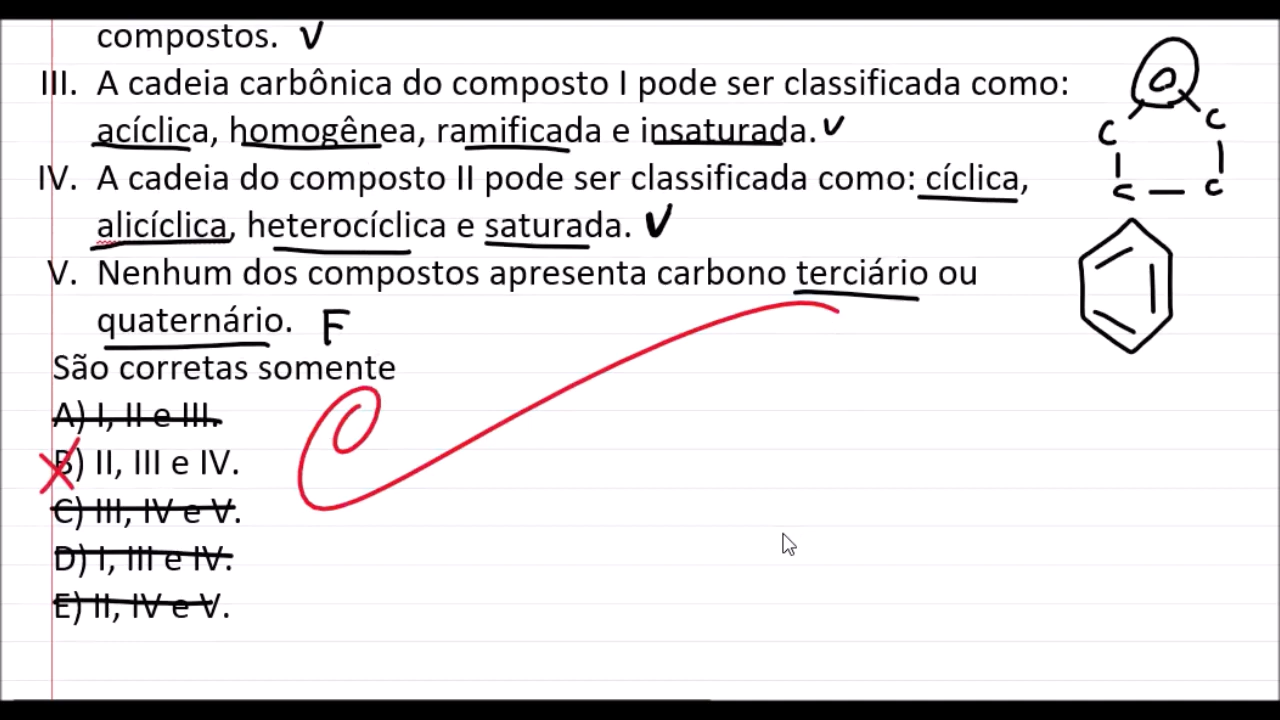 compostos. V
III. A cadeia carbônica do composto I pode ser classificada como:
acíclica, homogênea, ramificada e insaturada. V
IV. A cadeia do composto II pode ser classificada como: cíclica,
alicíclica, heterocíclica e saturada. V
V. Nenhum dos compostos apresenta carbono terciário ou
quaternário. F
São corretas somente
A) I, II e III.
B) II, III e IV.
C) III, IV e V.
D) I, III e IV.
E) II, IV e V.
O
C C
C C